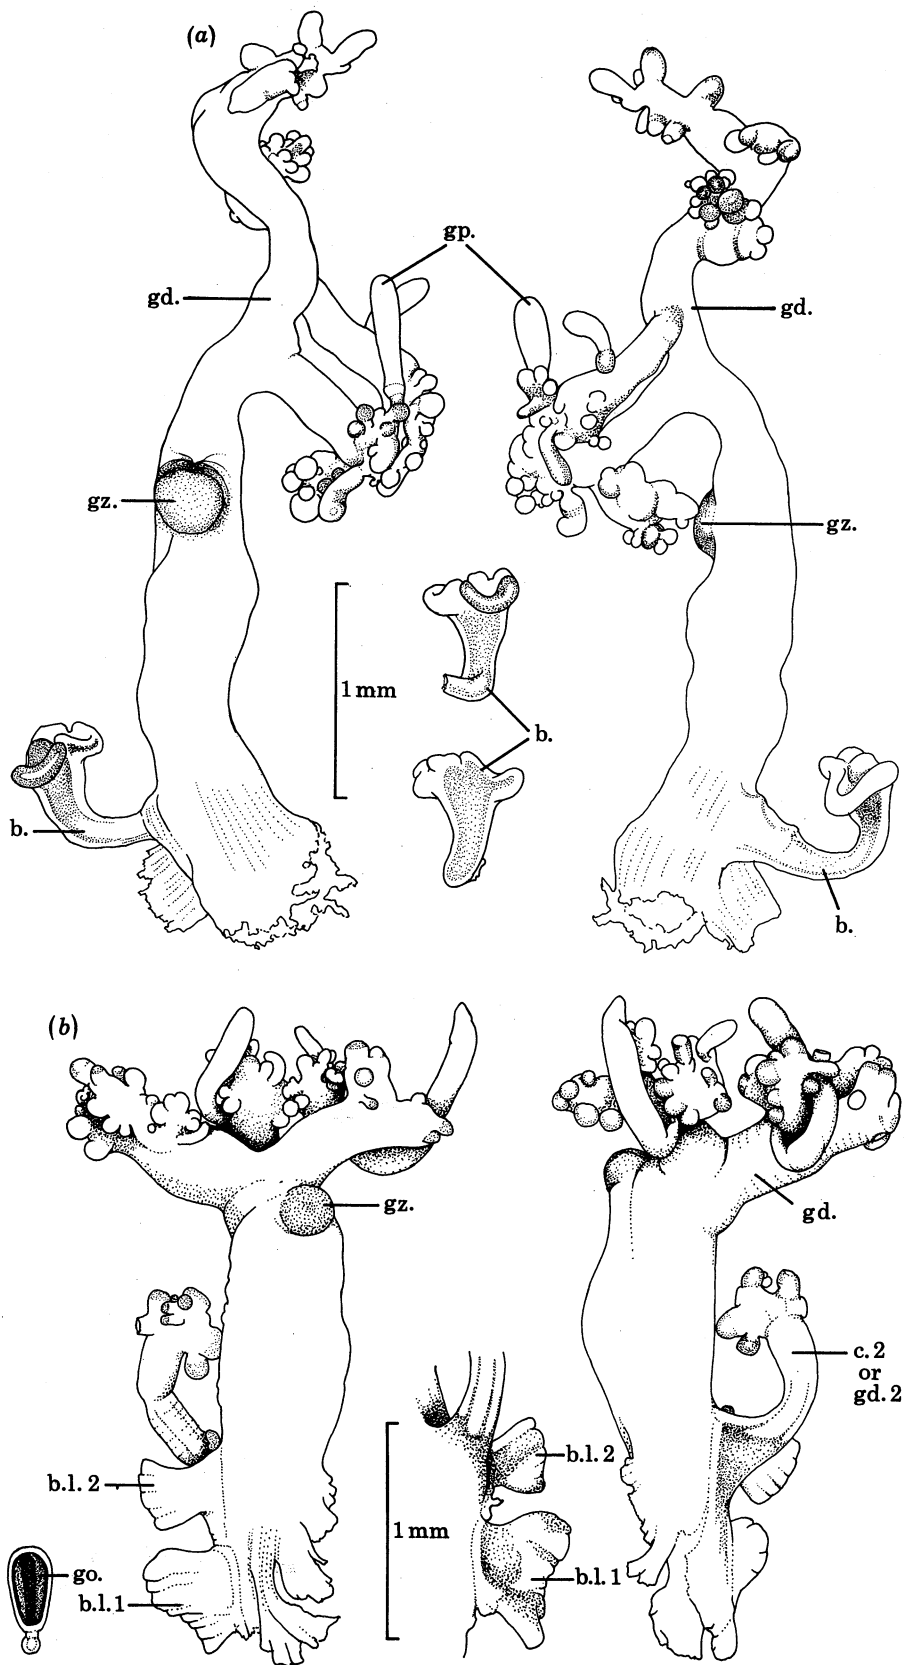 (a)
gp.
gd.
gd.
gz.
gz.
1 mm
b.
b.
b.
(b)
gz.
gd.
c. 2
or
gd. 2
b.l. 2
b.l. 2
1 mm
go.
b.l. 1
b.l. 1